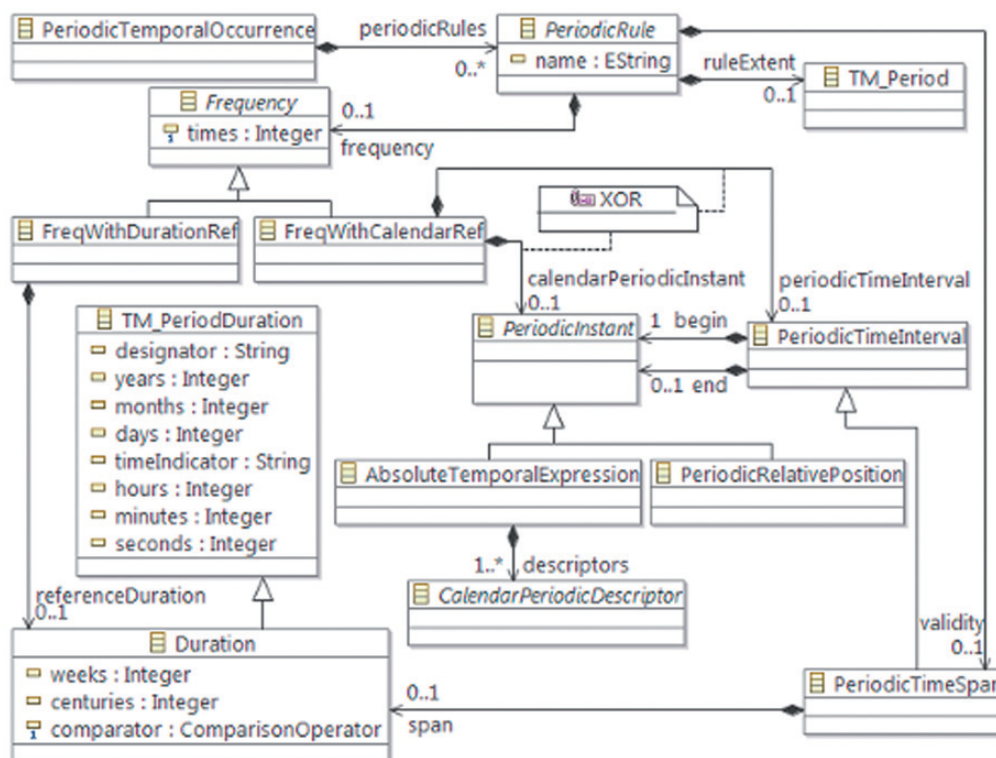 PeriodicTemporalOccurrence
periodicRules
0..*
PeriodicRule
name : EString
ruleExtent
0..1
TM_Period
Frequency
times : Integer
0..1
frequency
XOR
FreqWithDurationRef
FreqWithCalendarRef
calendarPeriodicInstant
0..1
periodicTimeInterval
0..1
TM_PeriodDuration
designator : String
years : Integer
months : Integer
days : Integer
timeIndicator : String
hours : Integer
minutes : Integer
seconds : Integer
PeriodicInstant
1 begin
0..1 end
PeriodicTimeInterval
AbsoluteTemporalExpression
PeriodicRelativePosition
1..* descriptors
CalendarPeriodicDescriptor
referenceDuration
0..1
validity
0..1
Duration
weeks : Integer
centuries : Integer
comparator : ComparisonOperator
0..1
span
PeriodicTimeSpan